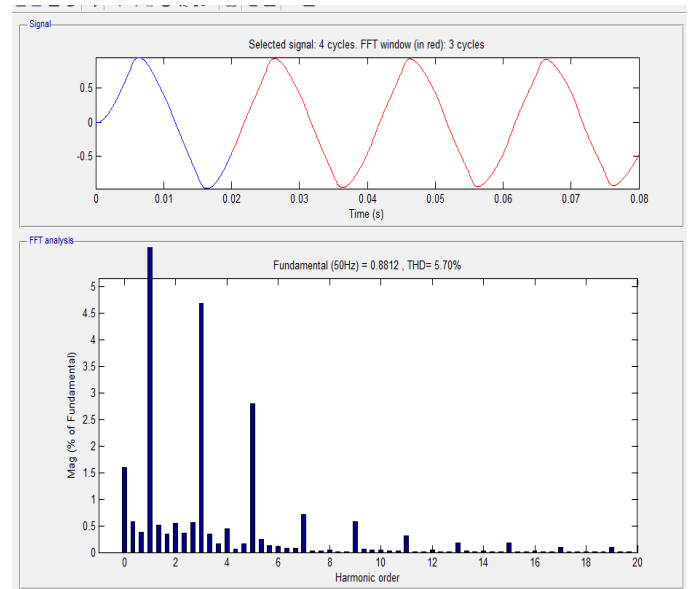 Signal
Selected signal: 4 cycles. FFT window (in red): 3 cycles
0.5
0
-0.5
0 0.01 0.02 0.03 0.04 0.05 0.06 0.07 0.08
Time (s)
FFT analysis
Fundamental (50Hz) = 0.8812 , THD= 5.70%
5
4.5
4
3.5
3
2.5
2
1.5
1
0.5
0
Mag (% of Fundamental)
0 2 4 6 8 10 12 14 16 18 20
Harmonic order